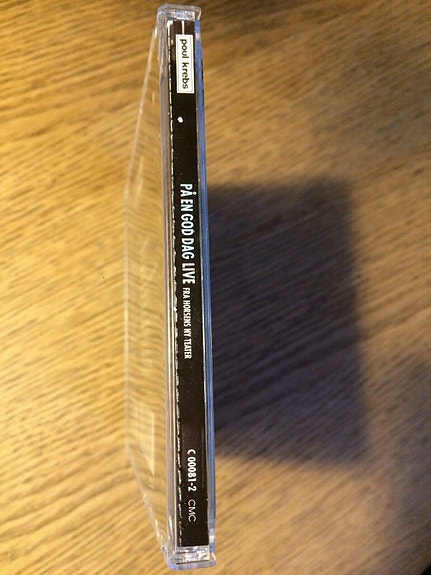 poul krebs
PÅ EN GOD DAG LIVE FRA HORSENS NY TEATER
C 00081-2 CMC